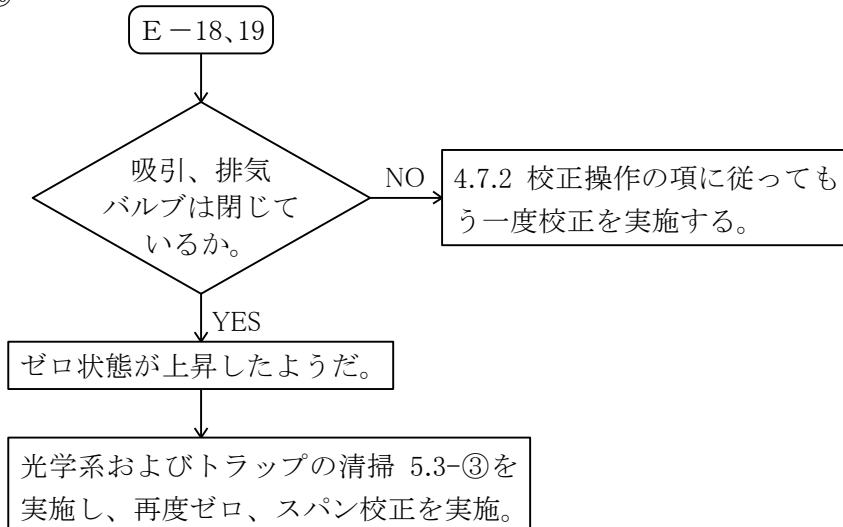 E－18、19
吸引、排気
バルブは閉じて
いるか。
NO
4.7.2 校正操作の項に従っても
う一度校正を実施する。
YES
ゼロ状態が上昇したようだ。
光学系およびトラップの清掃 5.3-③を
実施し、再度ゼロ、スパン校正を実施。